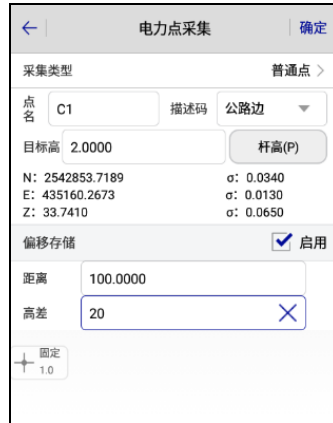 电力点采集 确定
采集类型 普通点
点名 C1 描述码 公路边
目标高 2.0000 杆高(P)
N: 2542853.7189 σ: 0.0340
E: 435160.2673 σ: 0.0130
Z: 33.7410 σ: 0.0650
偏移存储 启用
距离 100.0000
高差 20
固定
1.0